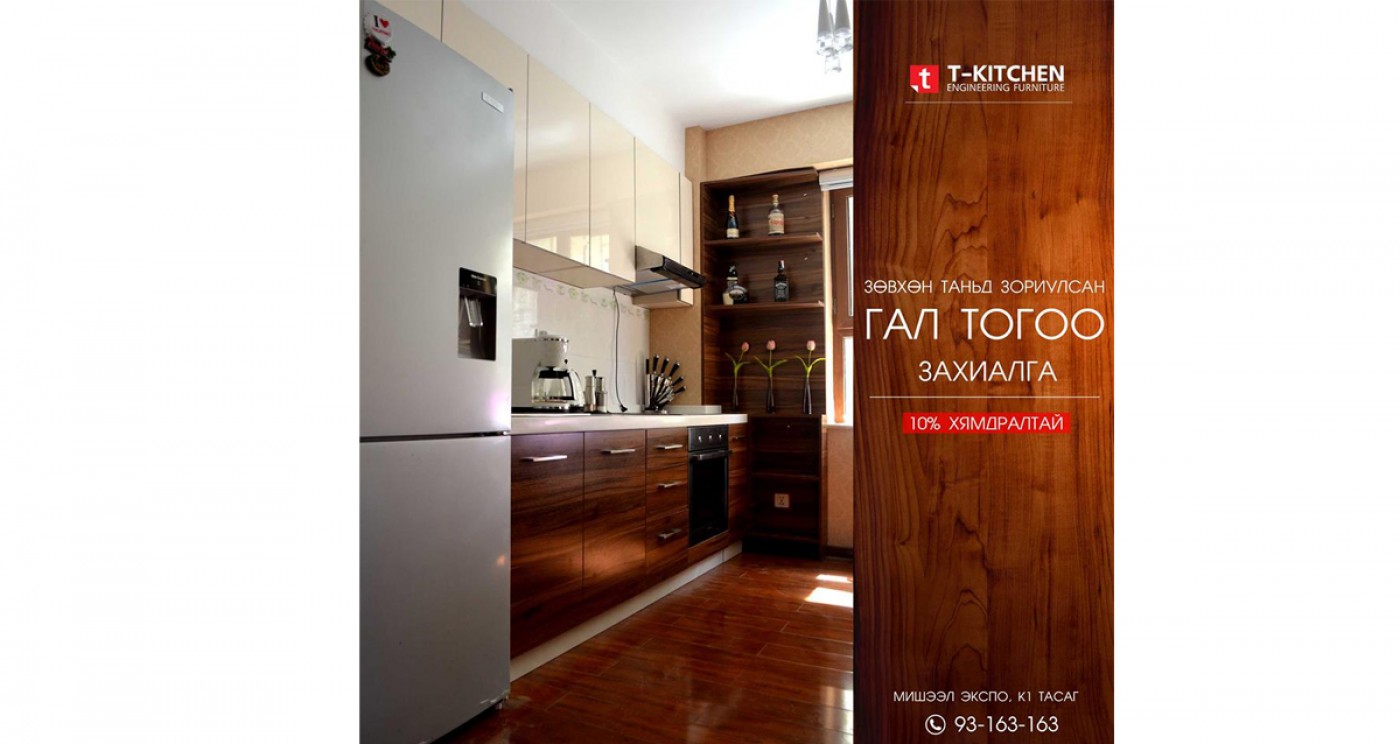 I ♥
t T-KITCHEN
ENGINEERING FURNITURE
ЗӨВХӨН ТАНЬД ЗОРИУЛСАН
ГАЛ ТОГОО
ЗАХИАЛГА
10% ХЯМДРАЛТАЙ
МИШЭЭЛ ЭКСПО, К1 ТАСАГ
93-163-163